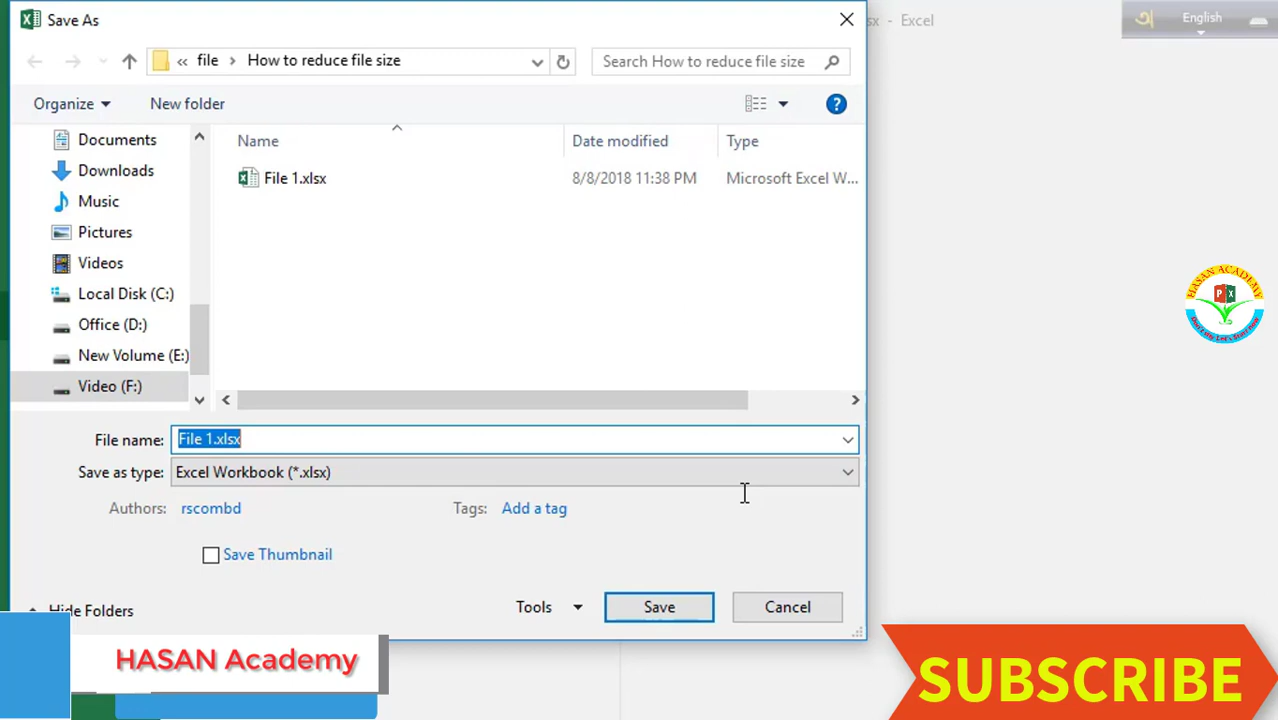 Save As
sx - Excel
English
« file > How to reduce file size
Search How to reduce file size
Organize
New folder
?
Documents
Downloads
Music
Pictures
Videos
Local Disk (C:)
Office (D:)
New Volume (E:)
Video (F:)
Name
Date modified
Type
File 1.xlsx
8/8/2018 11:38 PM
Microsoft Excel W...
File name:
File 1.xlsx
Save as type:
Excel Workbook (*.xlsx)
Authors:
rscombd
Tags:
Add a tag
Save Thumbnail
Hide Folders
Tools
Save
Cancel
HASAN ACADEMY
P X
HASAN Academy
SUBSCRIBE